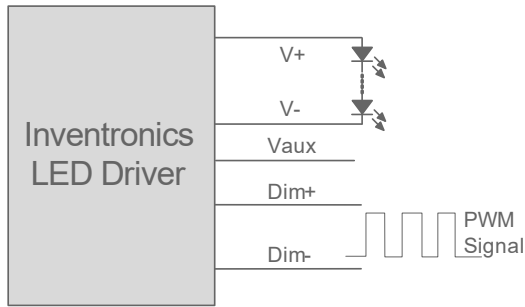 Inventronics
LED Driver
V+
V-
Vaux
Dim+
Dim-
PWM
Signal